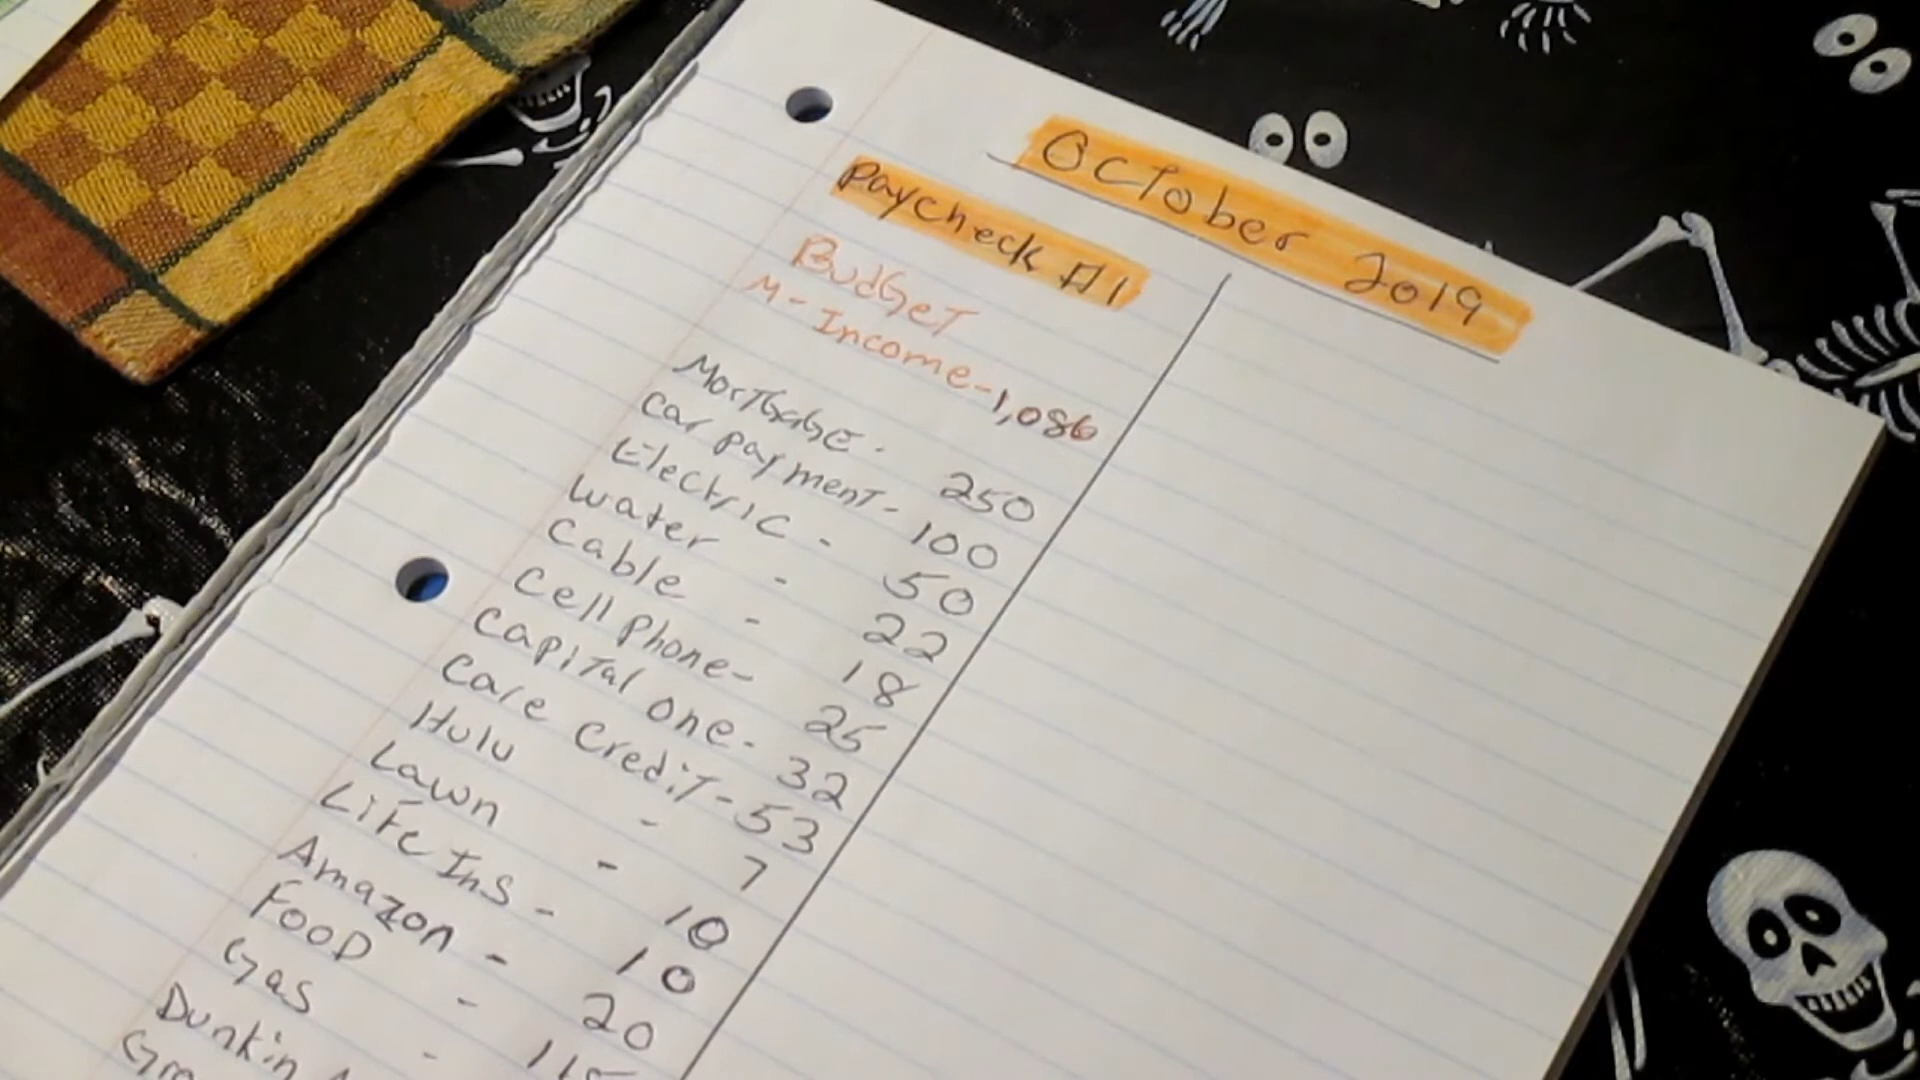 October 2019
Paycheck #1
Budget
M-Income-1,086
Mortgage - 250
Car payment - 100
Electric - 50
Water - 22
Cable - 18
Cell phone - 25
Capital One - 32
Care Credit - 53
Hulu - 7
Lawn - 10
Life Ins - 10
Amazon - 20
Food - 115
Gas -
Dunkin